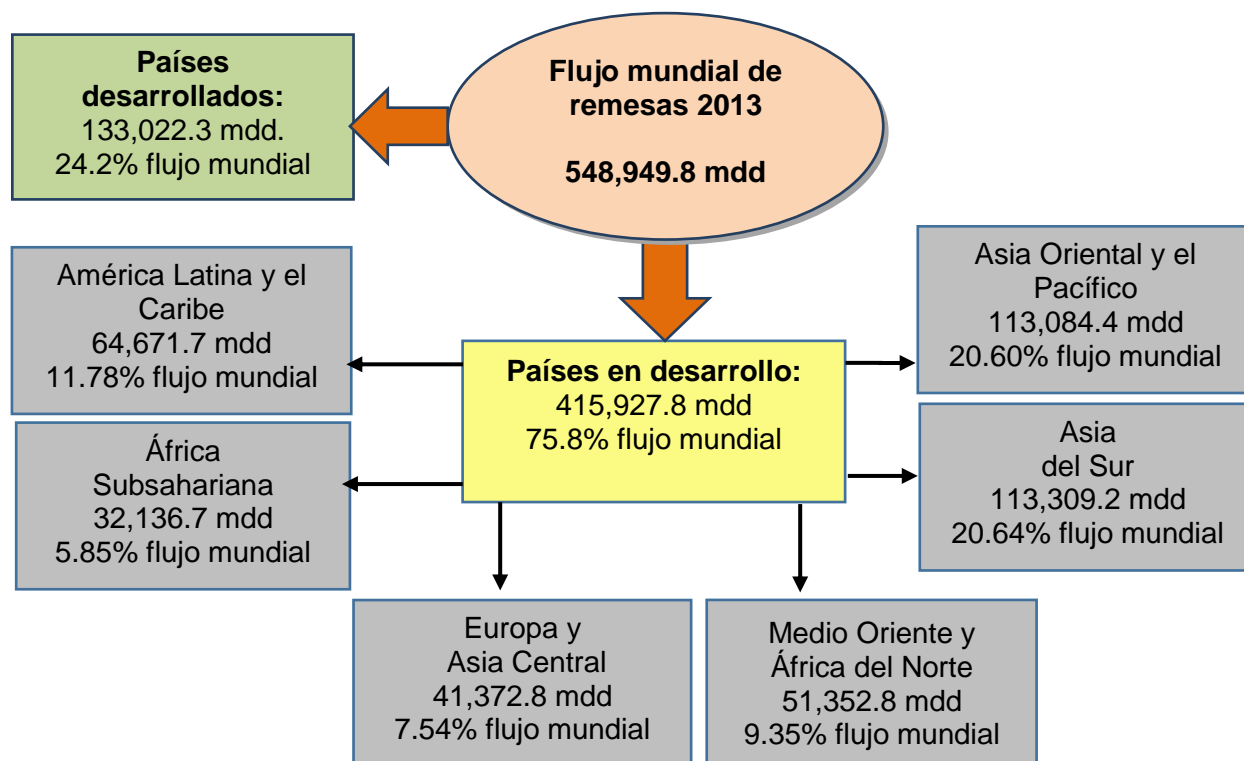 Países
desarrollados:
133,022.3 mdd.
24.2% flujo mundial
Flujo mundial de
remesas 2013
548,949.8 mdd
América Latina y el
Caribe
64,671.7 mdd
11.78% flujo mundial
Países en desarrollo:
415,927.8 mdd
75.8% flujo mundial
Asia Oriental y el
Pacífico
113,084.4 mdd
20.60% flujo mundial
África
Subsahariana
32,136.7 mdd
5.85% flujo mundial
Asia
del Sur
113,309.2 mdd
20.64% flujo mundial
Europa y
Asia Central
41,372.8 mdd
7.54% flujo mundial
Medio Oriente y
África del Norte
51,352.8 mdd
9.35% flujo mundial